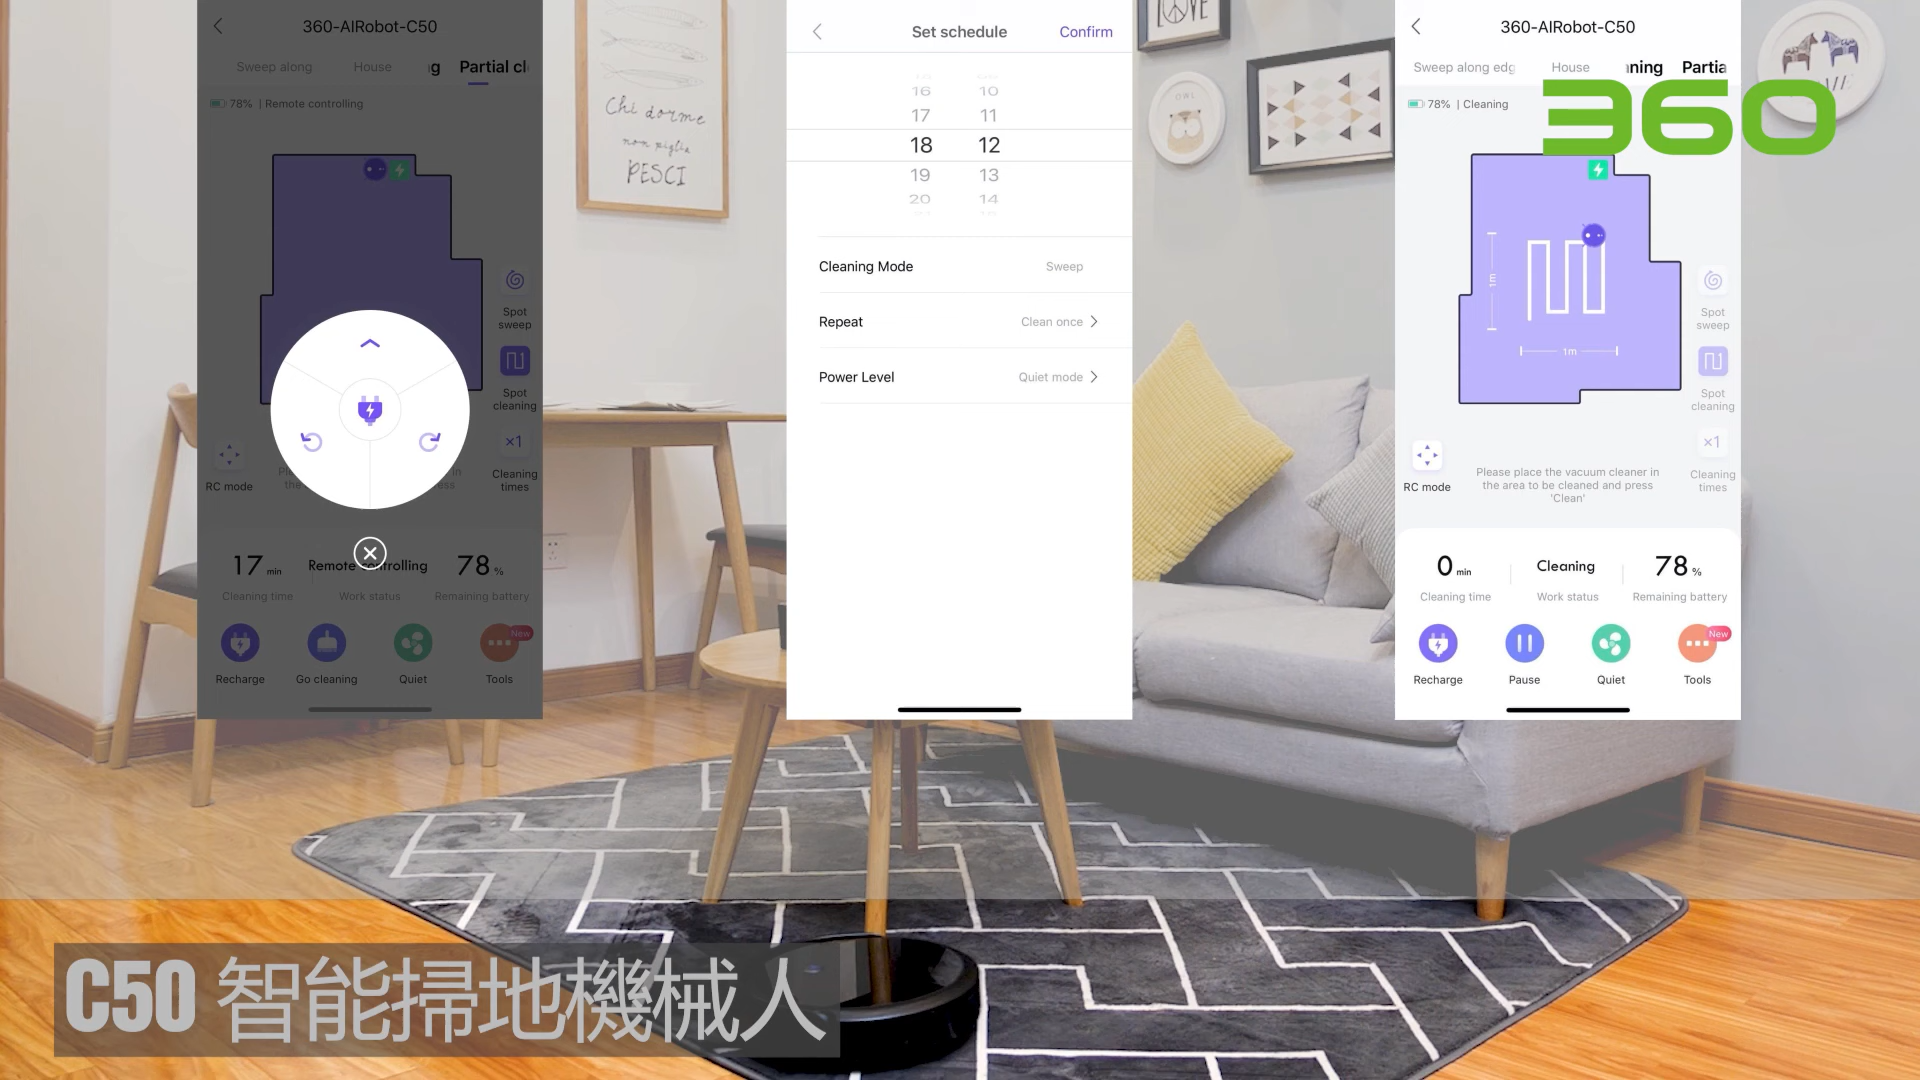 360-AIRobot-C50
Sweep along
House
g
Partial cl
78% | Remote controlling
Spot
sweep
Spot
cleaning
×1
Cleaning
times
RC mode
17 min
Remote controlling
78 %
Cleaning time
Work status
Remaining battery
New
Recharge
Go cleaning
Quiet
Tools
Chi dorme
non piglia
PESCI
Set schedule
Confirm
16 10
17 11
18 12
19 13
20 14
Cleaning Mode
Sweep
Repeat
Clean once
Power Level
Quiet mode
LOVE
OWL
360-AIRobot-C50
Sweep along edg
House
ning
Partia
78% | Cleaning
360
1m
1m
Spot
sweep
Spot
cleaning
×1
Cleaning
times
RC mode
Please place the vacuum cleaner in
the area to be cleaned and press
'Clean'
0 min
Cleaning
78 %
Cleaning time
Work status
Remaining battery
New
Recharge
Pause
Quiet
Tools
C50 智能掃地機械人